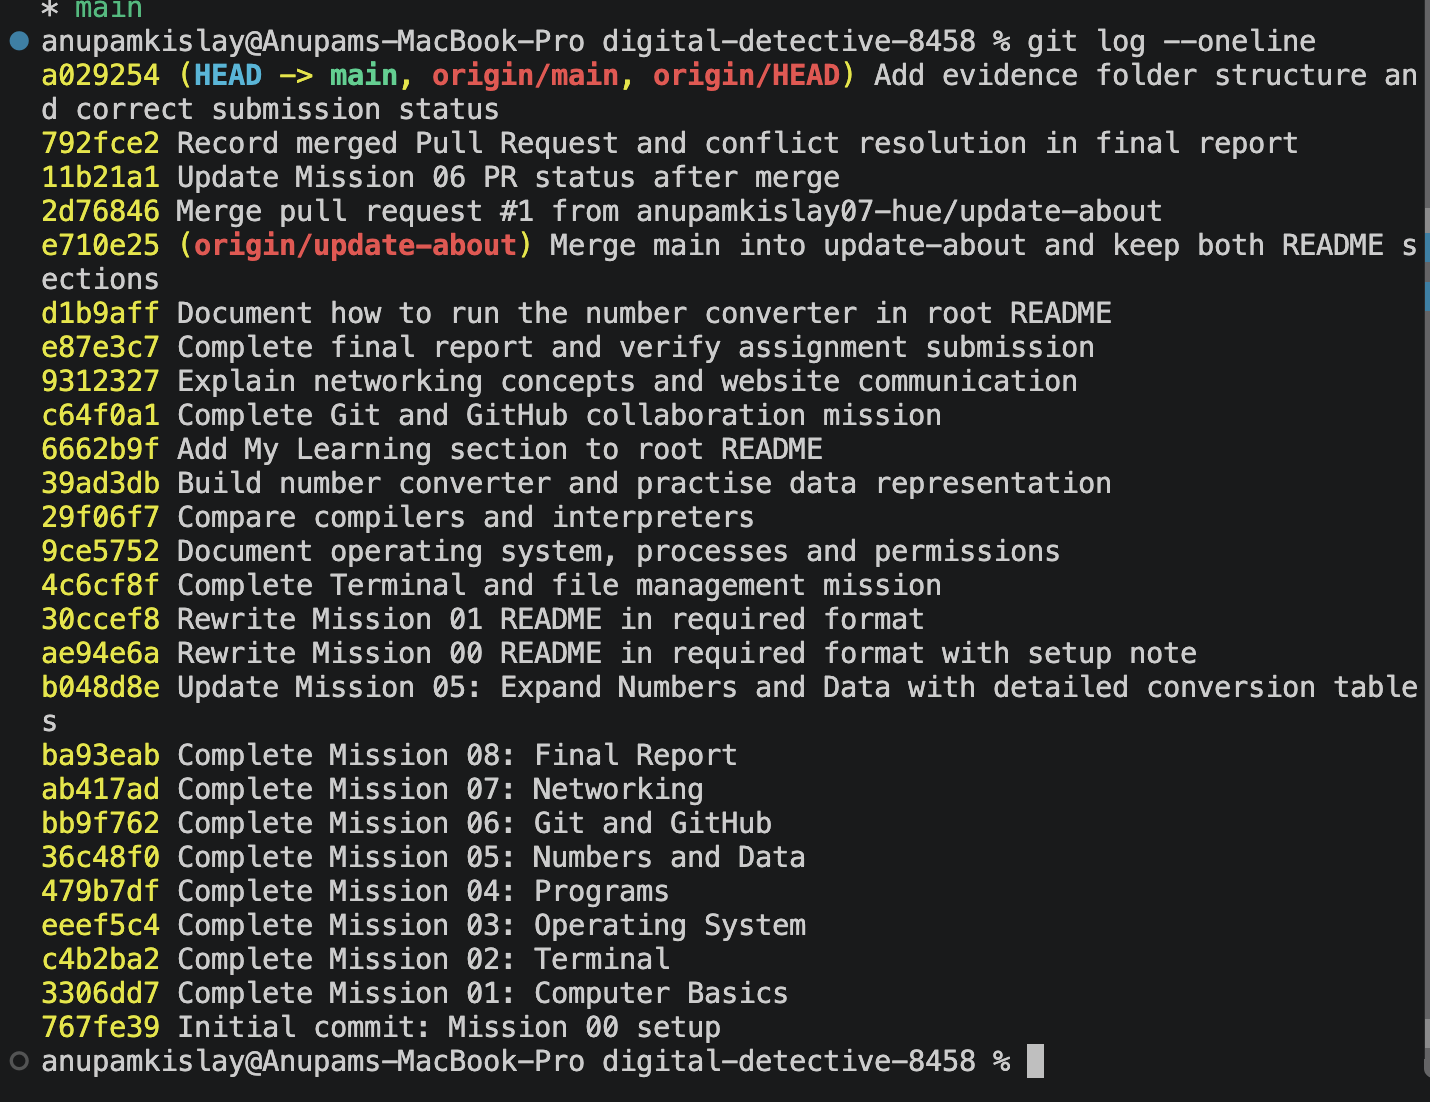 * main
anupamkislay@Anupams-MacBook-Pro digital-detective-8458 % git log --oneline
a029254 (HEAD -> main, origin/main, origin/HEAD) Add evidence folder structure an
d correct submission status
792fce2 Record merged Pull Request and conflict resolution in final report
11b21a1 Update Mission 06 PR status after merge
2d76846 Merge pull request #1 from anupamkislay07-hue/update-about
e710e25 (origin/update-about) Merge main into update-about and keep both README s
ections
d1b9aff Document how to run the number converter in root README
e87e3c7 Complete final report and verify assignment submission
9312327 Explain networking concepts and website communication
c64f0a1 Complete Git and GitHub collaboration mission
6662b9f Add My Learning section to root README
39ad3db Build number converter and practise data representation
29f06f7 Compare compilers and interpreters
9ce5752 Document operating system, processes and permissions
4c6cf8f Complete Terminal and file management mission
30ccef8 Rewrite Mission 01 README in required format
ae94e6a Rewrite Mission 00 README in required format with setup note
b048d8e Update Mission 05: Expand Numbers and Data with detailed conversion table
s
ba93eab Complete Mission 08: Final Report
ab417ad Complete Mission 07: Networking
bb9f762 Complete Mission 06: Git and GitHub
36c48f0 Complete Mission 05: Numbers and Data
479b7df Complete Mission 04: Programs
eeef5c4 Complete Mission 03: Operating System
c4b2ba2 Complete Mission 02: Terminal
3306dd7 Complete Mission 01: Computer Basics
767fe39 Initial commit: Mission 00 setup
anupamkislay@Anupams-MacBook-Pro digital-detective-8458 %